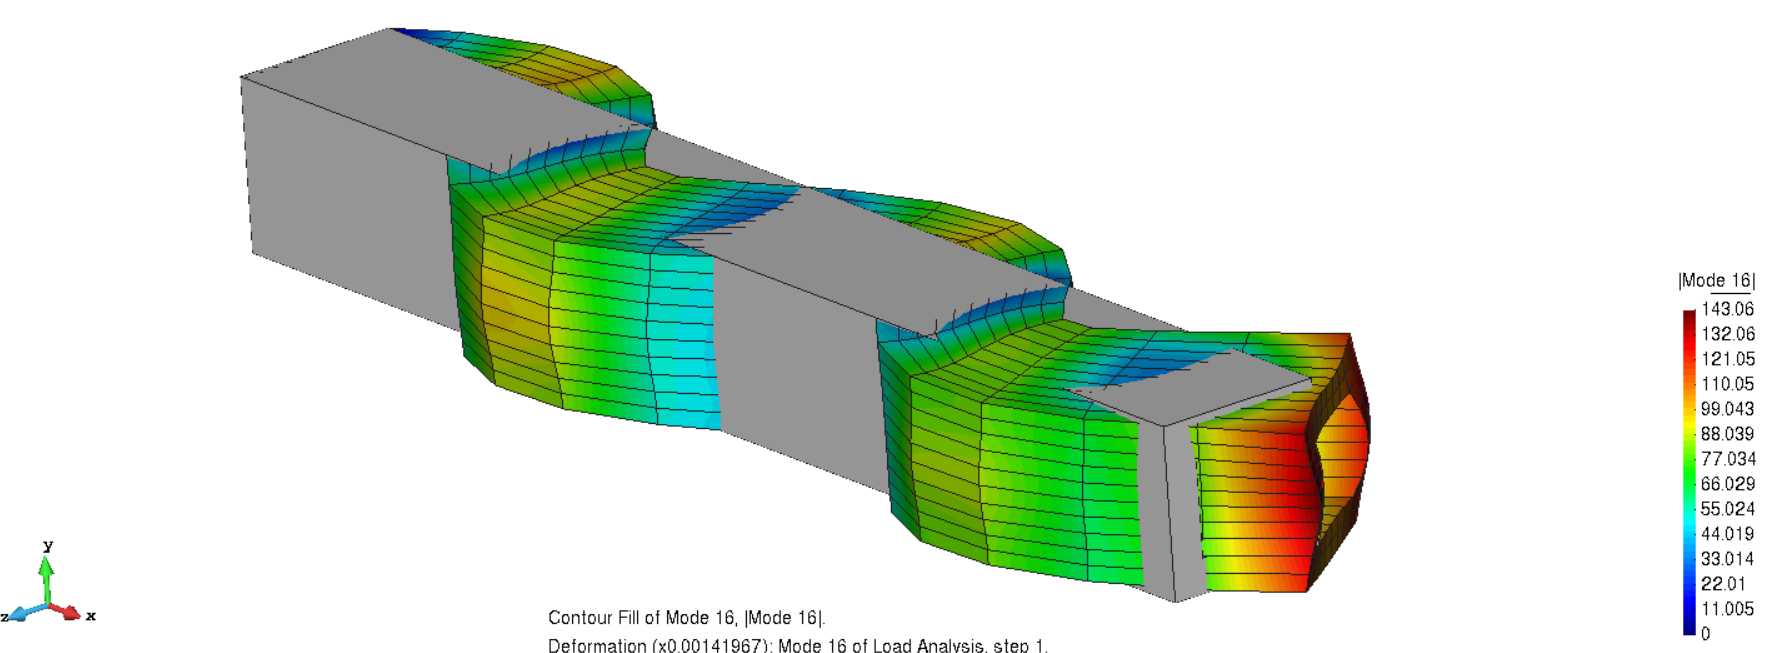 |Mode 16|
143.06
132.06
121.05
110.05
99.043
88.039
77.034
66.029
55.024
44.019
33.014
22.01
11.005
0
y
z
x
Contour Fill of Mode 16, |Mode 16|.
Deformation (x0.00141967): Mode 16 of Load Analysis, step 1.